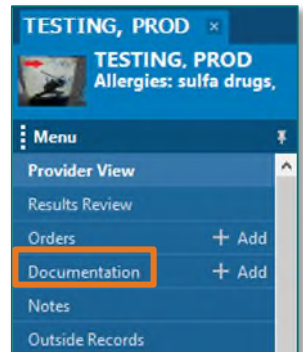 TESTING, PROD ×
TESTING, PROD
Allergies: sulfa drugs,
Menu
Provider View
Results Review
Orders + Add
Documentation + Add
Notes
Outside Records